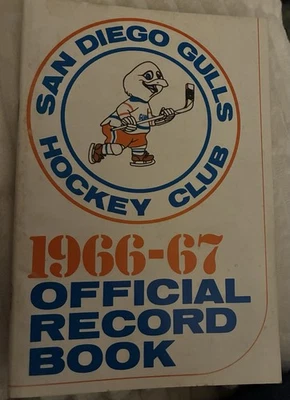 SAN DIEGO GULLS
HOCKEY CLUB
1966-67
OFFICIAL
RECORD
BOOK